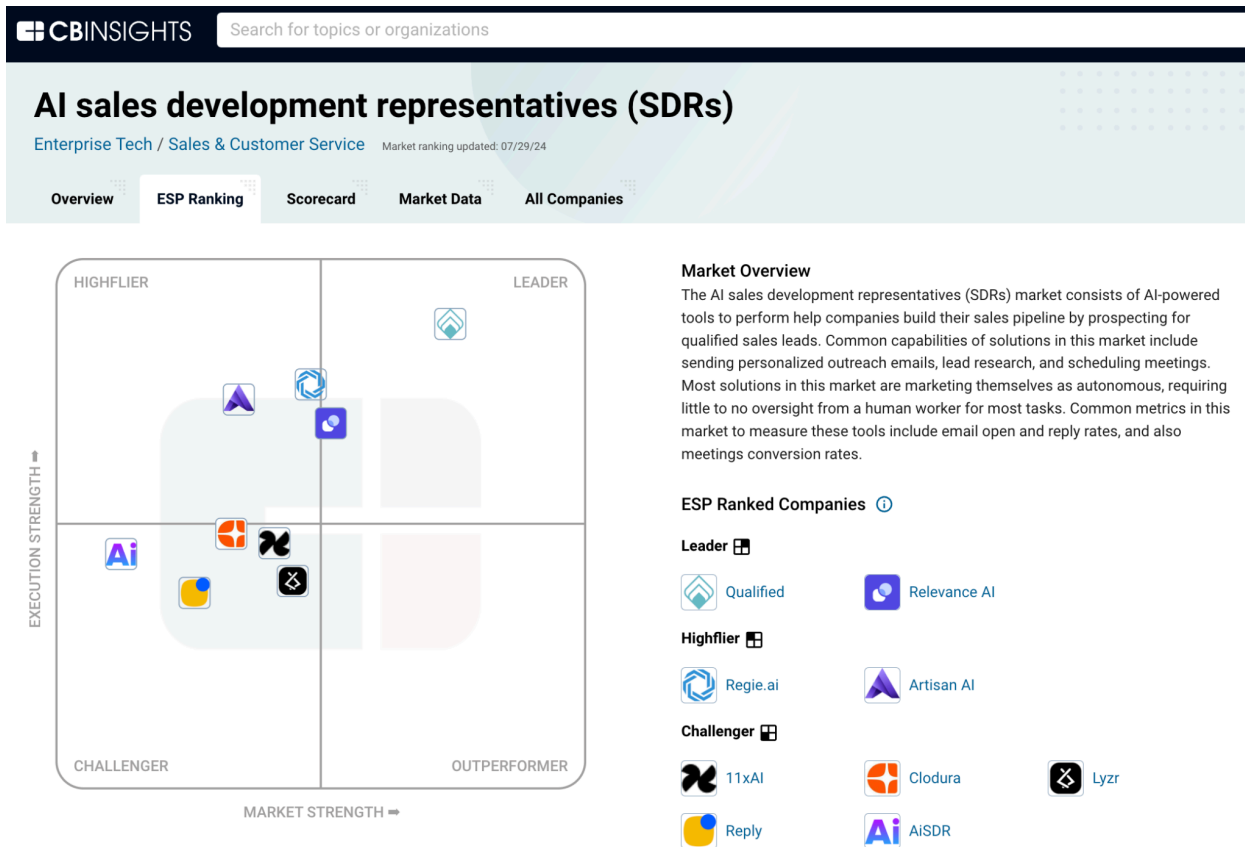 CBINSIGHTS
Search for topics or organizations
AI sales development representatives (SDRs)
Enterprise Tech / Sales & Customer Service Market ranking updated: 07/29/24
Overview ESP Ranking Scorecard Market Data All Companies
HIGHFLIER LEADER
Ai
CHALLENGER OUTPERFORMER
EXECUTION STRENGTH ➡
MARKET STRENGTH ➡
Market Overview
The AI sales development representatives (SDRs) market consists of AI-powered
tools to perform help companies build their sales pipeline by prospecting for
qualified sales leads. Common capabilities of solutions in this market include
sending personalized outreach emails, lead research, and scheduling meetings.
Most solutions in this market are marketing themselves as autonomous, requiring
little to no oversight from a human worker for most tasks. Common metrics in this
market to measure these tools include email open and reply rates, and also
meetings conversion rates.
ESP Ranked Companies
Leader
Qualified Relevance AI
Highflier
Regie.ai Artisan AI
Challenger
11xAI Clodura Lyzr
Reply Ai AiSDR